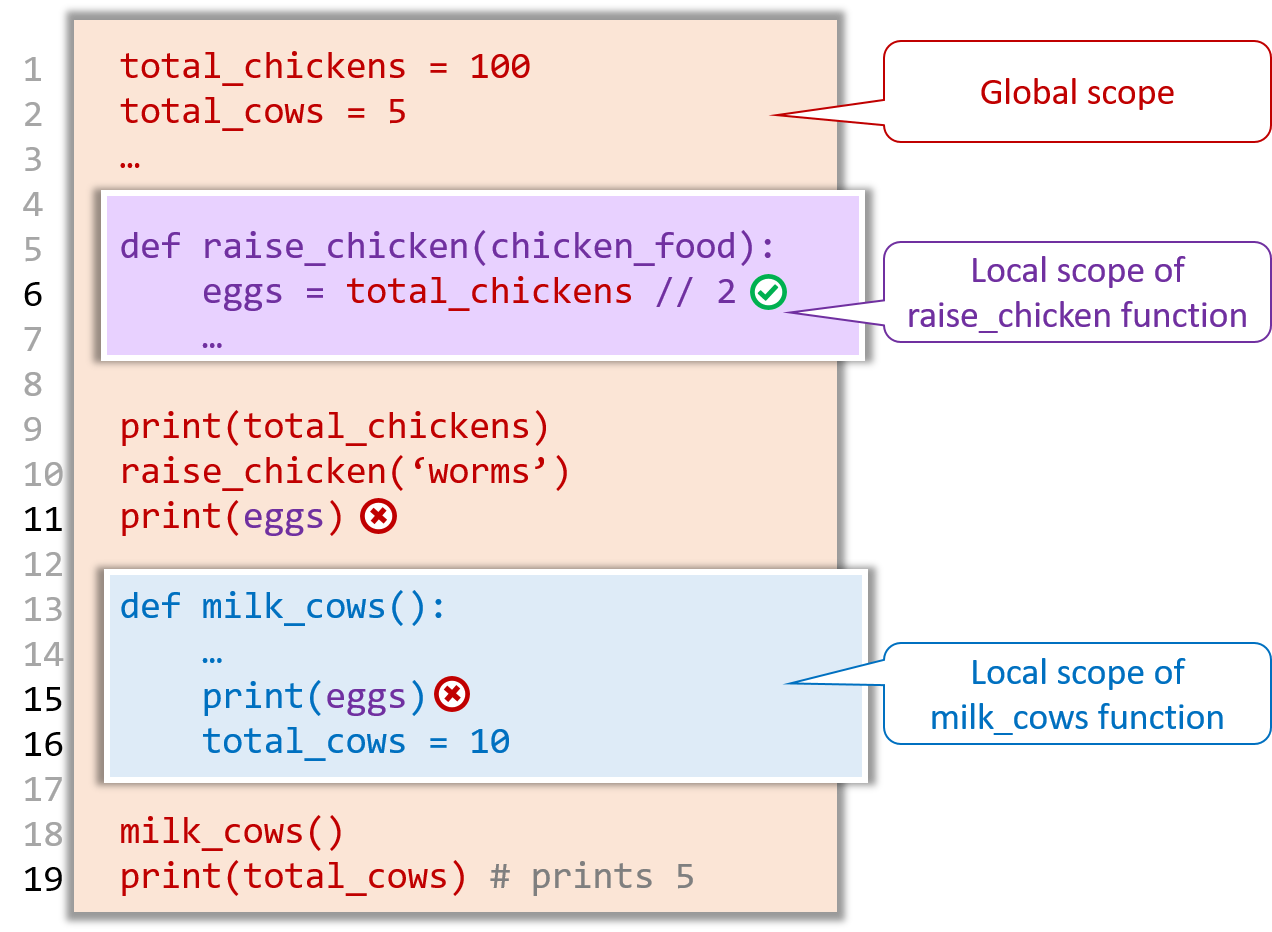 1 total_chickens = 100
2 total_cows = 5
3 …
4
5 def raise_chicken(chicken_food):
6     eggs = total_chickens // 2
7     …
8
9 print(total_chickens)
10 raise_chicken(‘worms’)
11 print(eggs)
12
13 def milk_cows():
14     …
15     print(eggs)
16     total_cows = 10
17
18 milk_cows()
19 print(total_cows) # prints 5
Global scope
Local scope of
raise_chicken function
Local scope of
milk_cows function